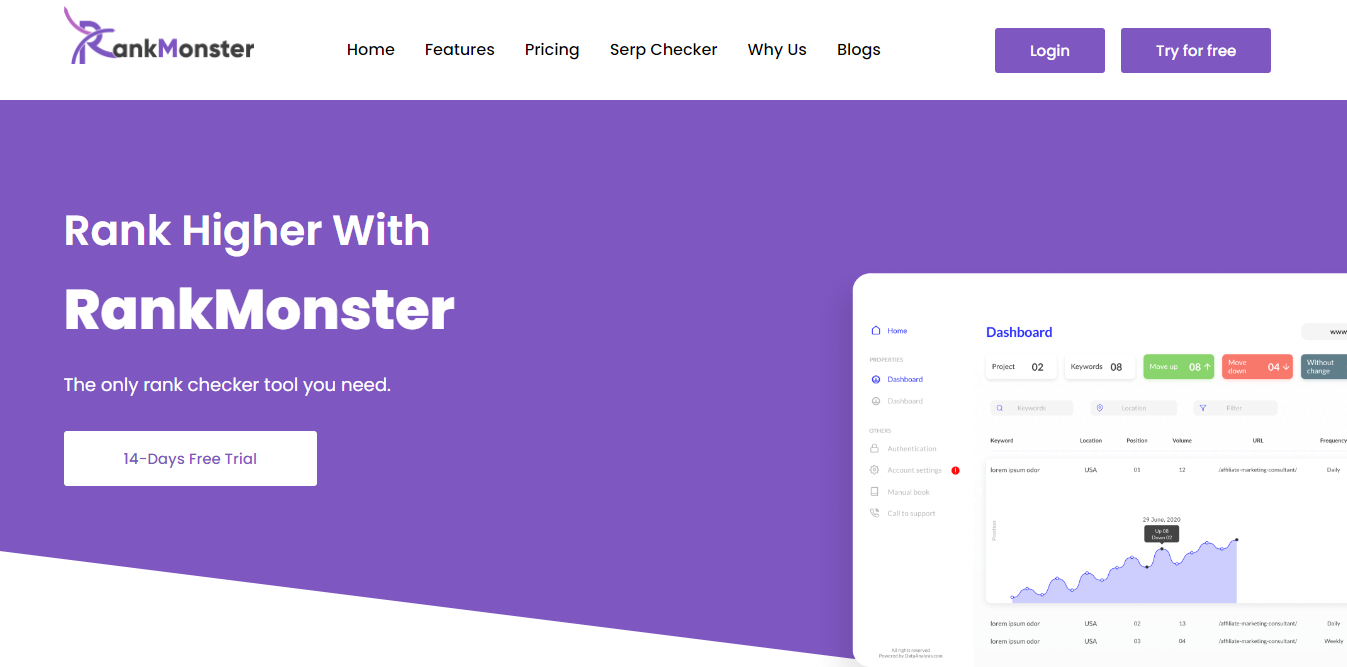 RankMonster
Home Features Pricing Serp Checker Why Us Blogs
Login Try for free
Rank Higher With
RankMonster
The only rank checker tool you need.
14-Days Free Trial
Home
PROPERTIES
Dashboard
Dashboard
OTHERS
Authentication
Account settings
Manual book
Call to support
All rights reserved
Dashboard
www
Project 02 Keywords 08 Move up 08 Move down 04 Without change
Keywords Location Filter
Keyword Location Position Volume URL Frequency
lorem ipsum odor USA 01 12 /affiliate-marketing-consultant/ Daily
Position
29 June, 2020
Up 08
Down 02
lorem ipsum odor USA 02 13 /affiliate-marketing-consultant/ Daily
lorem ipsum odor USA 03 04 /affiliate-marketing-consultant/ Weekly